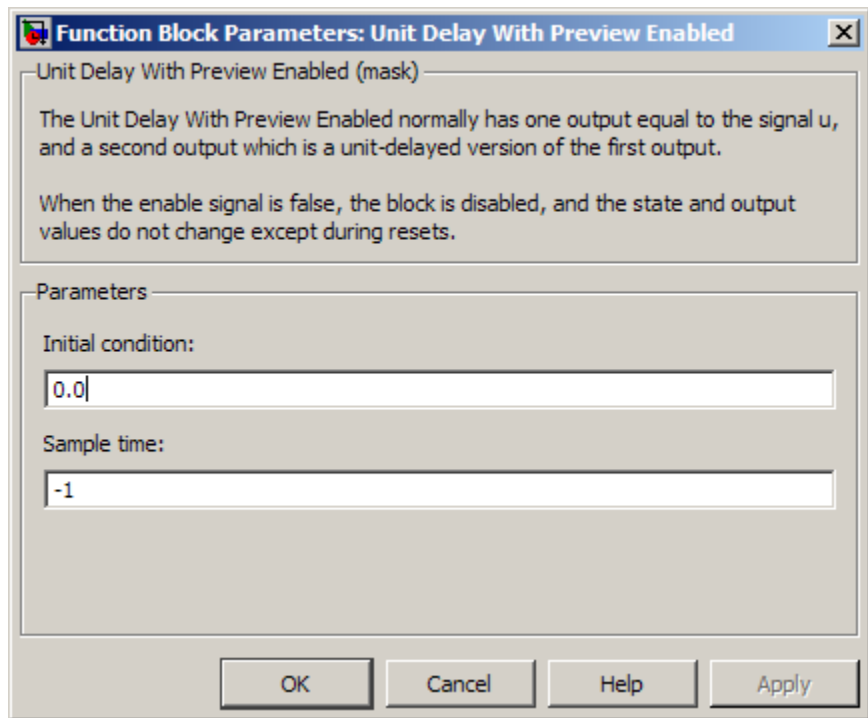 Function Block Parameters: Unit Delay With Preview Enabled
Unit Delay With Preview Enabled (mask)
The Unit Delay With Preview Enabled normally has one output equal to the signal u,
and a second output which is a unit-delayed version of the first output.
When the enable signal is false, the block is disabled, and the state and output
values do not change except during resets.
Parameters
Initial condition:
0.0
Sample time:
-1
OK Cancel Help Apply